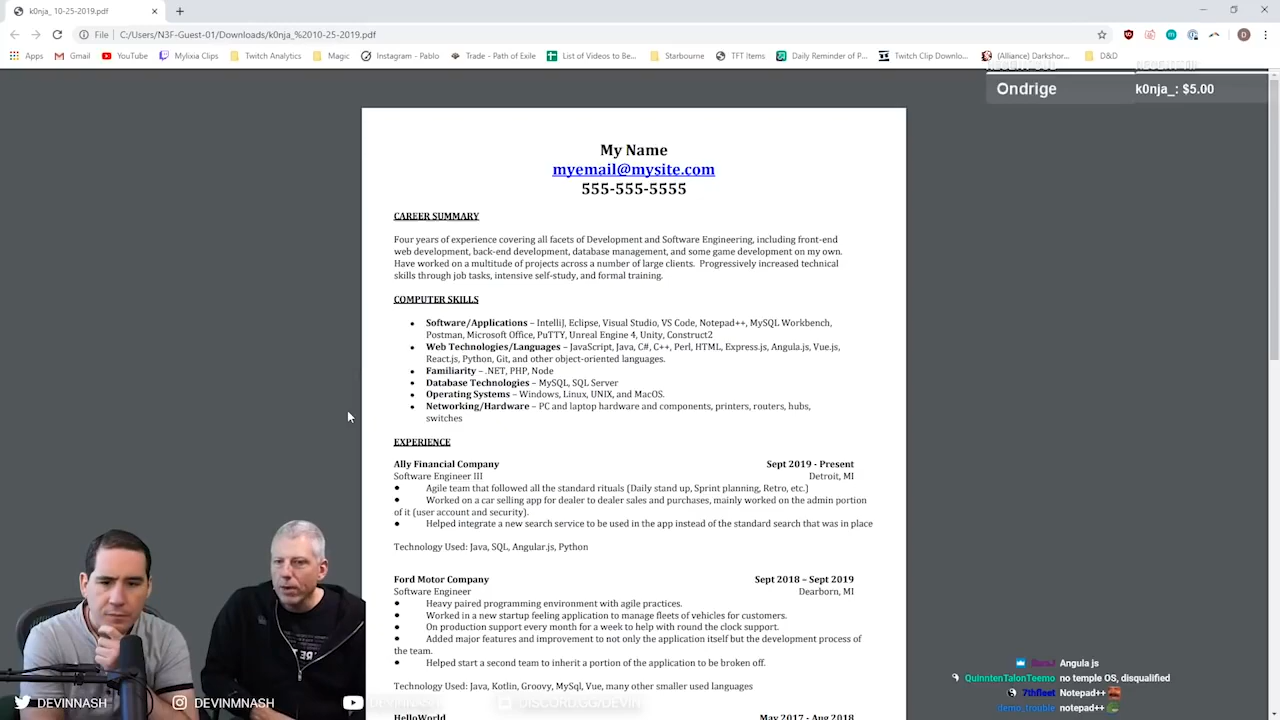 k0nja_ 10-25-2019.pdf
File | C:/Users/N3F-Guest-01/Downloads/k0nja_%2010-25-2019.pdf
Apps Gmail YouTube Mylixia Clips Twitch Analytics Magic Instagram - Pablo Trade - Path of Exile List of Videos to Be... Starbourne TFT Items Daily Reminder of P... Twitch Clip Downlo... (Alliance) Darkshor... D&D
Ondrige k0nja_: $5.00
My Name
myemail@mysite.com
555-555-5555
CAREER SUMMARY
Four years of experience covering all facets of Development and Software Engineering, including front-end
web development, back-end development, database management, and some game development on my own.
Have worked on a multitude of projects across a number of large clients. Progressively increased technical
skills through job tasks, intensive self-study, and formal training.
COMPUTER SKILLS
• Software/Applications – IntelliJ, Eclipse, Visual Studio, VS Code, Notepad++, MySQL Workbench,
Postman, Microsoft Office, PuTTY, Unreal Engine 4, Unity, Construct2
• Web Technologies/Languages – JavaScript, Java, C#, C++, Perl, HTML, Express.js, Angula.js, Vue.js,
React.js, Python, Git, and other object-oriented languages.
• Familiarity – .NET, PHP, Node
• Database Technologies – MySQL, SQL Server
• Operating Systems – Windows, Linux, UNIX, and MacOS.
• Networking/Hardware – PC and laptop hardware and components, printers, routers, hubs,
switches
EXPERIENCE
Ally Financial Company Sept 2019 - Present
Software Engineer III Detroit, MI
● Agile team that followed all the standard rituals (Daily stand up, Sprint planning, Retro, etc.)
● Worked on a car selling app for dealer to dealer sales and purchases, mainly worked on the admin portion
of it (user account and security).
● Helped integrate a new search service to be used in the app instead of the standard search that was in place
Technology Used: Java, SQL, Angular.js, Python
Ford Motor Company Sept 2018 – Sept 2019
Software Engineer Dearborn, MI
● Heavy paired programming environment with agile practices.
● Worked in a new startup feeling application to manage fleets of vehicles for customers.
● On production support every month for a week to help with round the clock support.
● Added major features and improvement to not only the application itself but the development process of
the team.
● Helped start a second team to inherit a portion of the application to be broken off.
Technology Used: Java, Kotlin, Groovy, MySql, Vue, many other smaller used languages
HelloWorld May 2017 - Aug 2018
Angula js
QuinntenTalonTeemo no temple OS, disqualified
7thfleet Notepad++
demo_trouble notepad++
DEVINNASH DEVINMNASH DEVINNASH DISCORD.GG/DEVIN